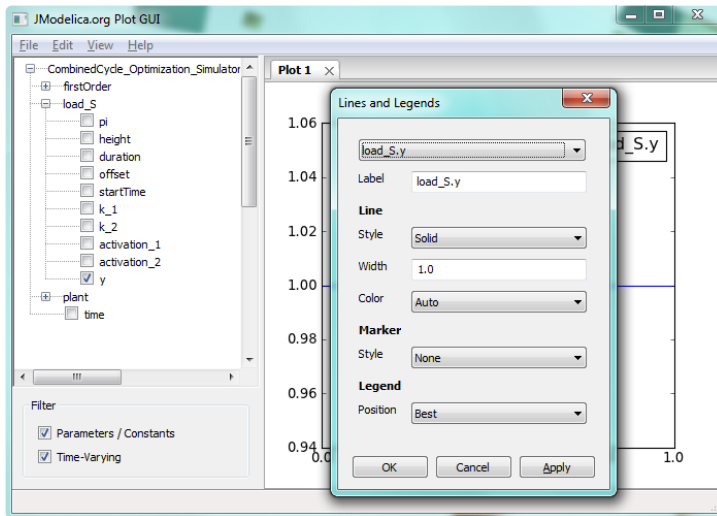 JModelica.org Plot GUI
File Edit View Help
CombinedCycle_Optimization_Simulator
firstOrder
load_S
pi
height
duration
offset
startTime
k_1
k_2
activation_1
activation_2
y
plant
time
Filter
Parameters / Constants
Time-Varying
Plot 1
1.06
1.04
1.02
1.00
0.98
0.96
0.94
0.0
1.0
d_S.y
Lines and Legends
load_S.y
Label load_S.y
Line
Style Solid
Width 1.0
Color Auto
Marker
Style None
Legend
Position Best
OK Cancel Apply